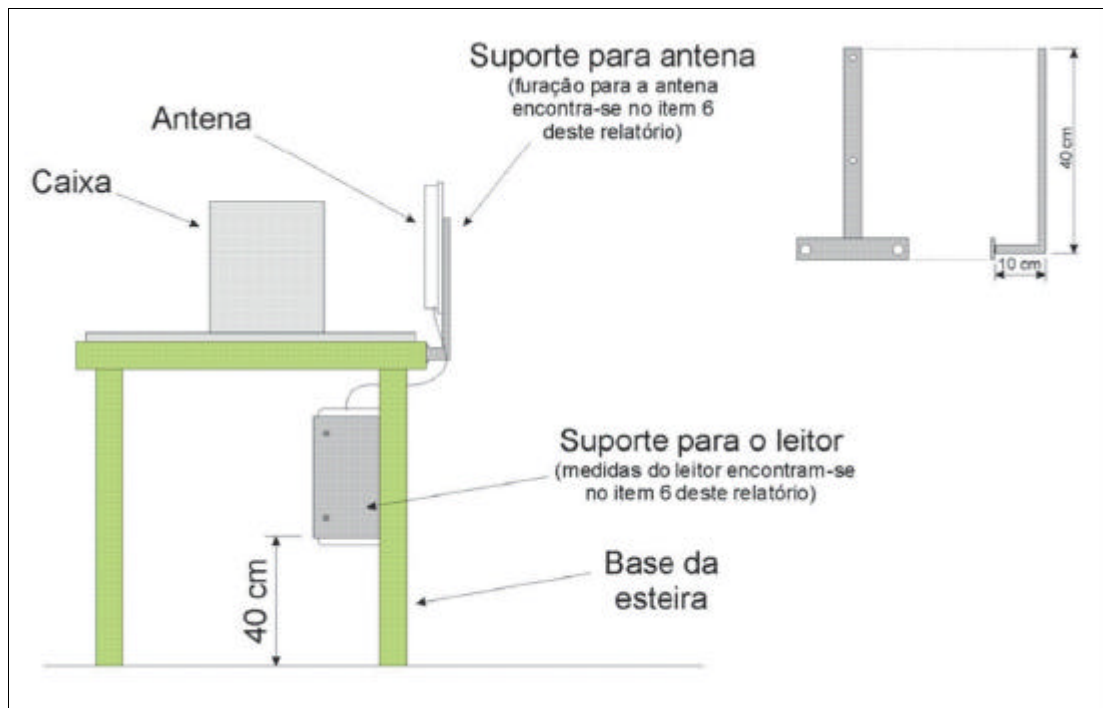 Suporte para antena
(furação para a antena
encontra-se no item 6
deste relatório)
Antena
Caixa
40 cm
10 cm
Suporte para o leitor
(medidas do leitor encontram-se
no item 6 deste relatório)
Base da
esteira
40 cm